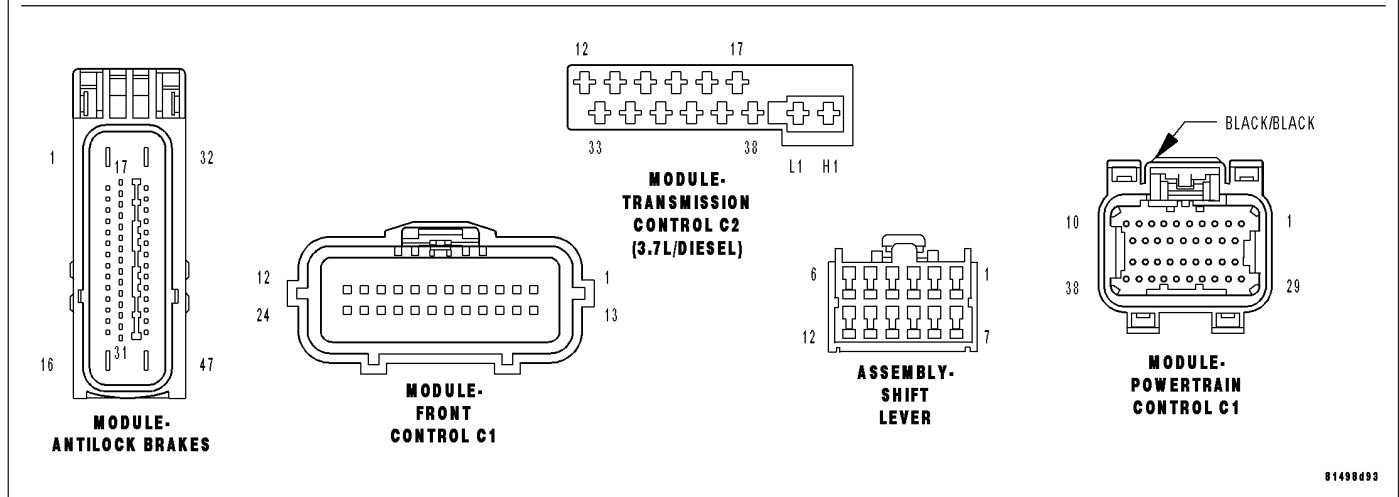 1
17
32
31
16
47
MODULE-
ANTILOCK BRAKES
12
1
24
13
MODULE-
FRONT
CONTROL C1
12
17
33
38
L1
H1
MODULE-
TRANSMISSION
CONTROL C2
(3.7L/DIESEL)
6
1
12
7
ASSEMBLY-
SHIFT
LEVER
BLACK/BLACK
10
1
38
29
MODULE-
POWERTRAIN
CONTROL C1
81498d93